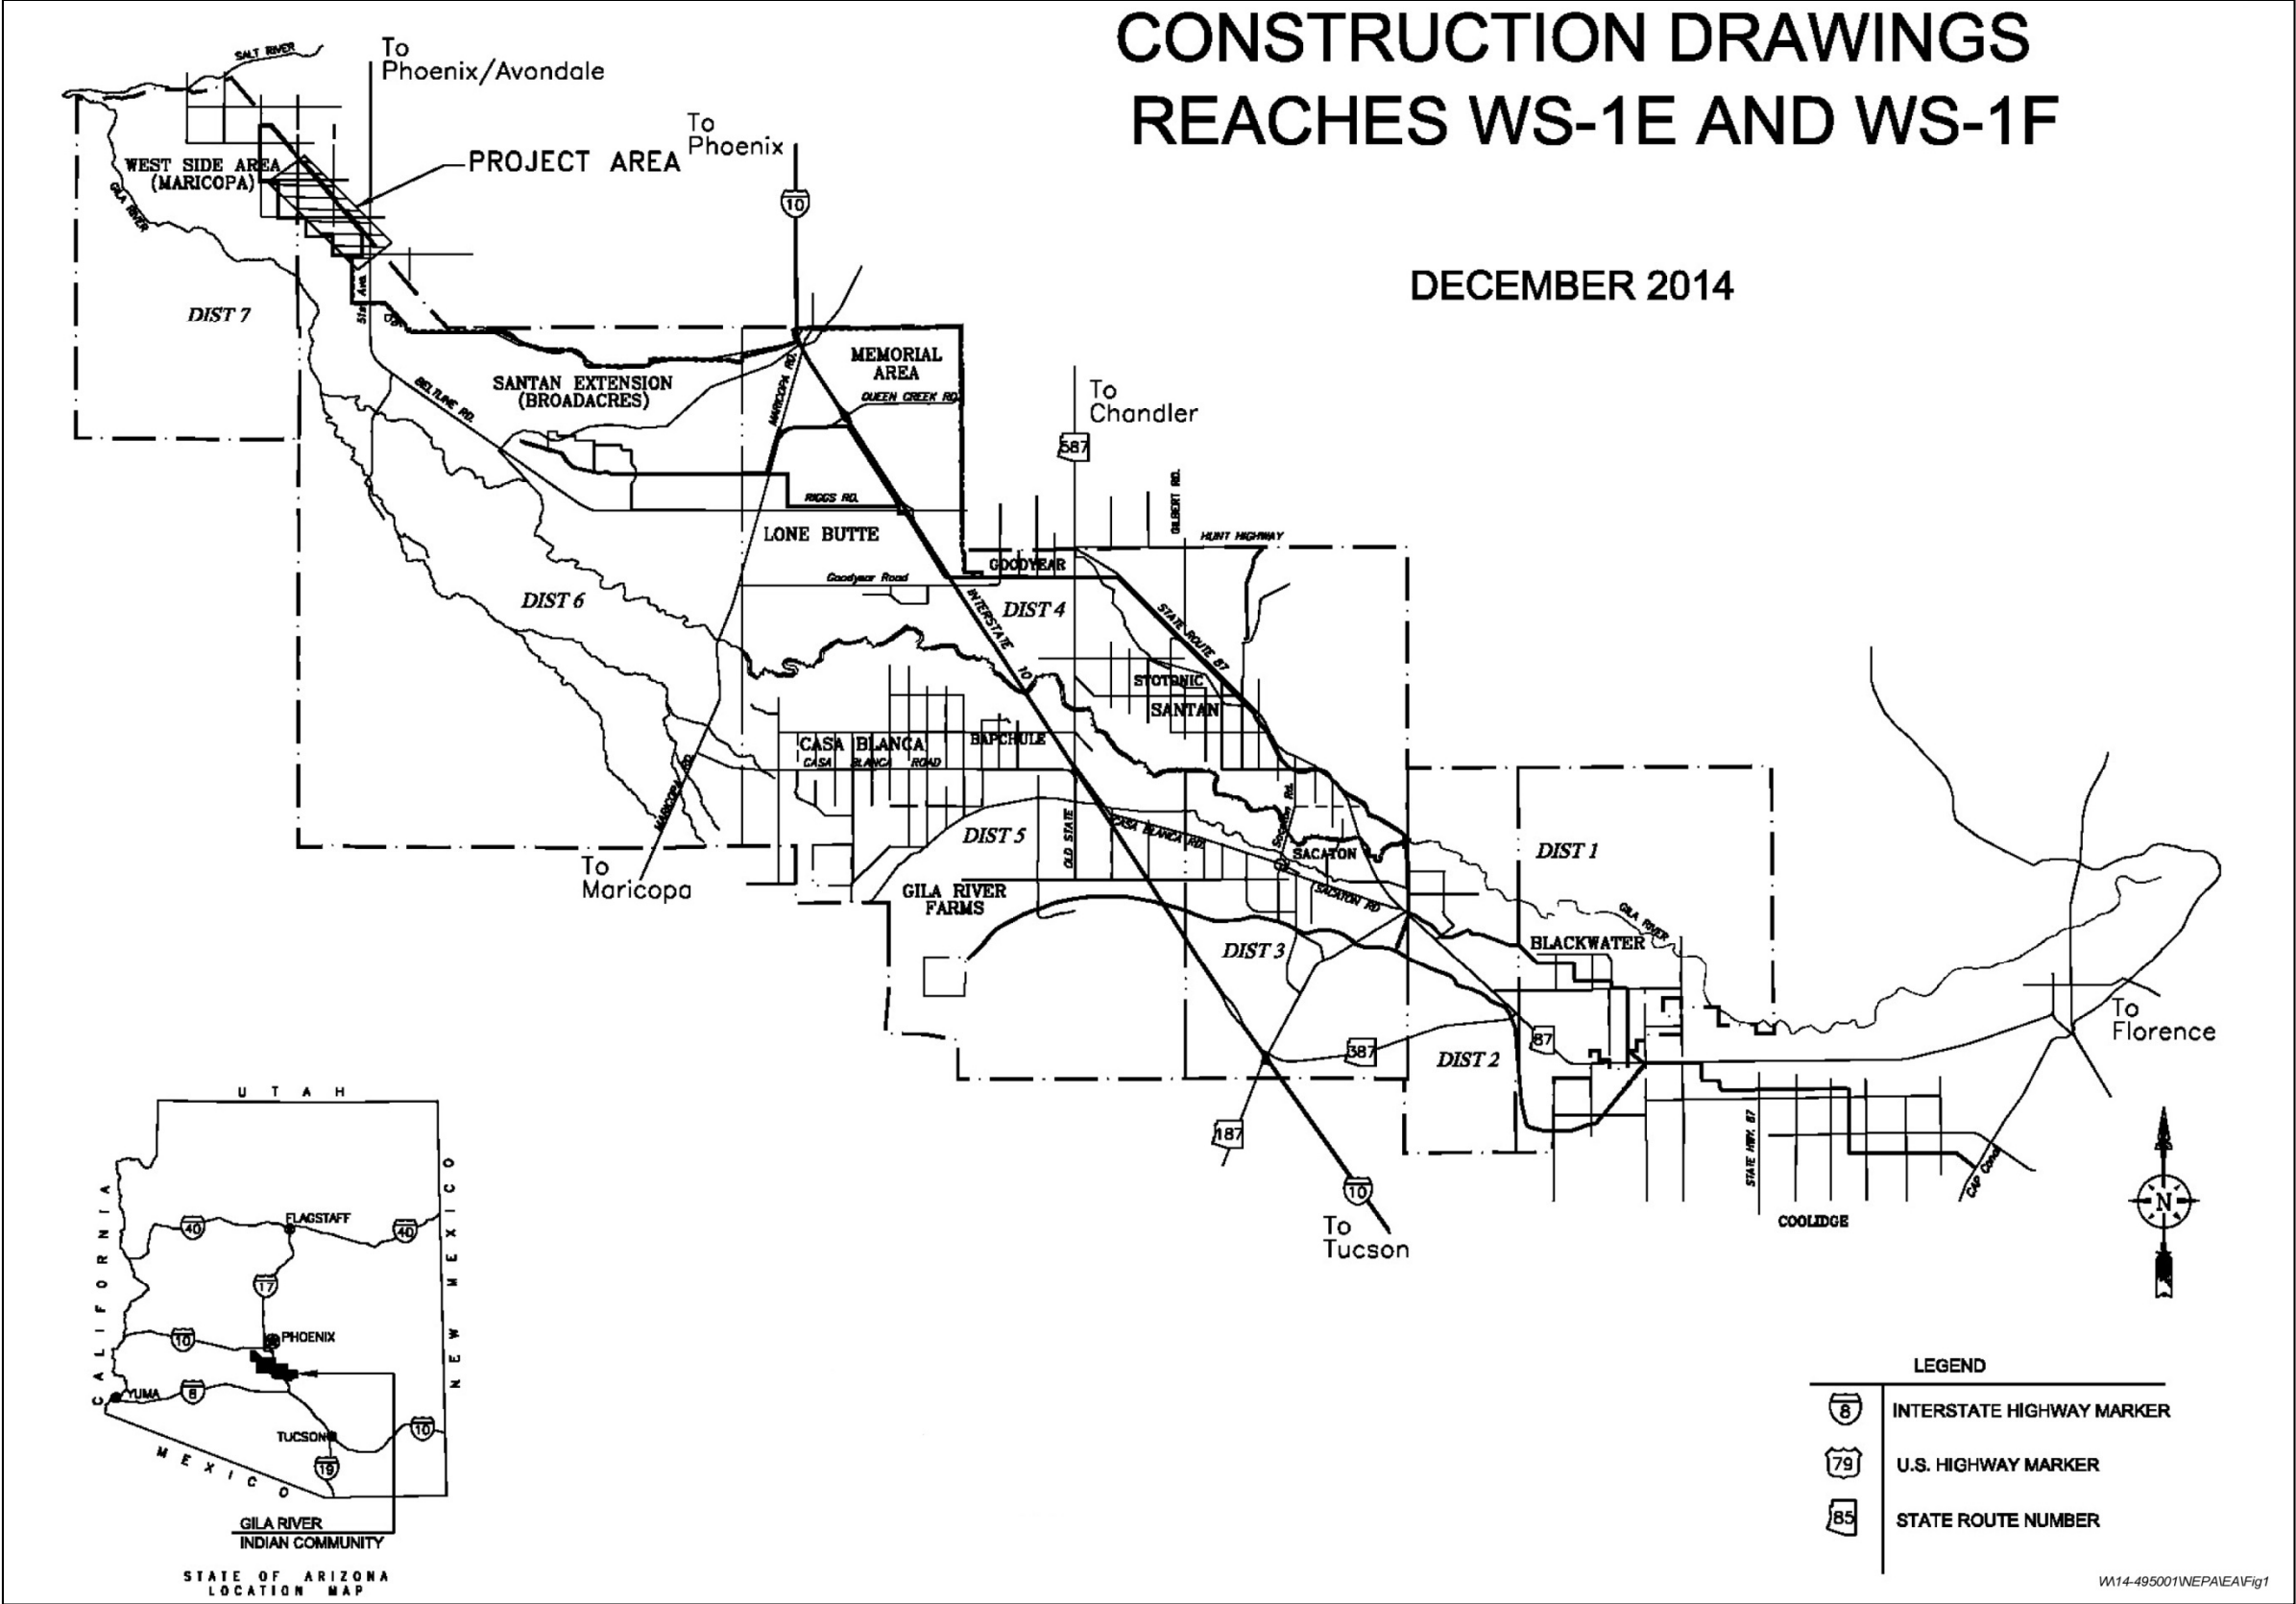 CONSTRUCTION DRAWINGS
REACHES WS-1E AND WS-1F
DECEMBER 2014
SALT RIVER
To
Phoenix/Avondale
To
Phoenix
PROJECT AREA
10
WEST SIDE AREA
(MARICOPA)
GILA RIVER
DIST 7
51st Ave
BELTLINE RD.
SANTAN EXTENSION
(BROADACRES)
MARICOPA RD.
MEMORIAL
AREA
QUEEN CREEK RD.
To
Chandler
587
RIGGS RD.
GILBERT RD.
HUNT HIGHWAY
LONE BUTTE
GOODYEAR
Goodyear Road
DIST 6
DIST 4
INTERSTATE 10
STATE ROUTE 87
STOTONIC
SANTAN
CASA BLANCA
BAPCHULE
CASA BLANCA ROAD
MARICOPA RD
DIST 5
OLD STATE
CASA BLANCA RD.
Sacaton Rd.
SACATON
DIST 1
To
Maricopa
GILA RIVER
FARMS
SACATON RD
GILA RIVER
DIST 3
BLACKWATER
To
Florence
387
DIST 2
87
187
STATE HWY. 87
CAP Canal
10
To
Tucson
COOLIDGE
N
UTAH
CALIFORNIA
NEW MEXICO
40
FLAGSTAFF
40
17
10
PHOENIX
YUMA
8
TUCSON
10
19
MEXICO
GILA RIVER
INDIAN COMMUNITY
STATE OF ARIZONA
LOCATION MAP
LEGEND
8 INTERSTATE HIGHWAY MARKER
79 U.S. HIGHWAY MARKER
85 STATE ROUTE NUMBER
W\14-495001\NEPA\EA\Fig1